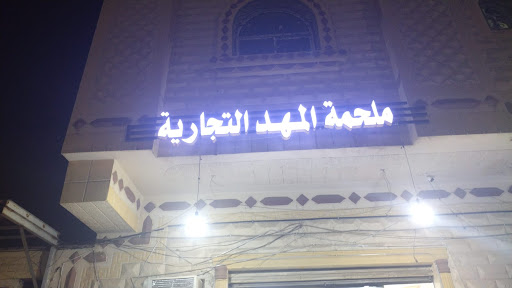 ملحمة المهد التجارية